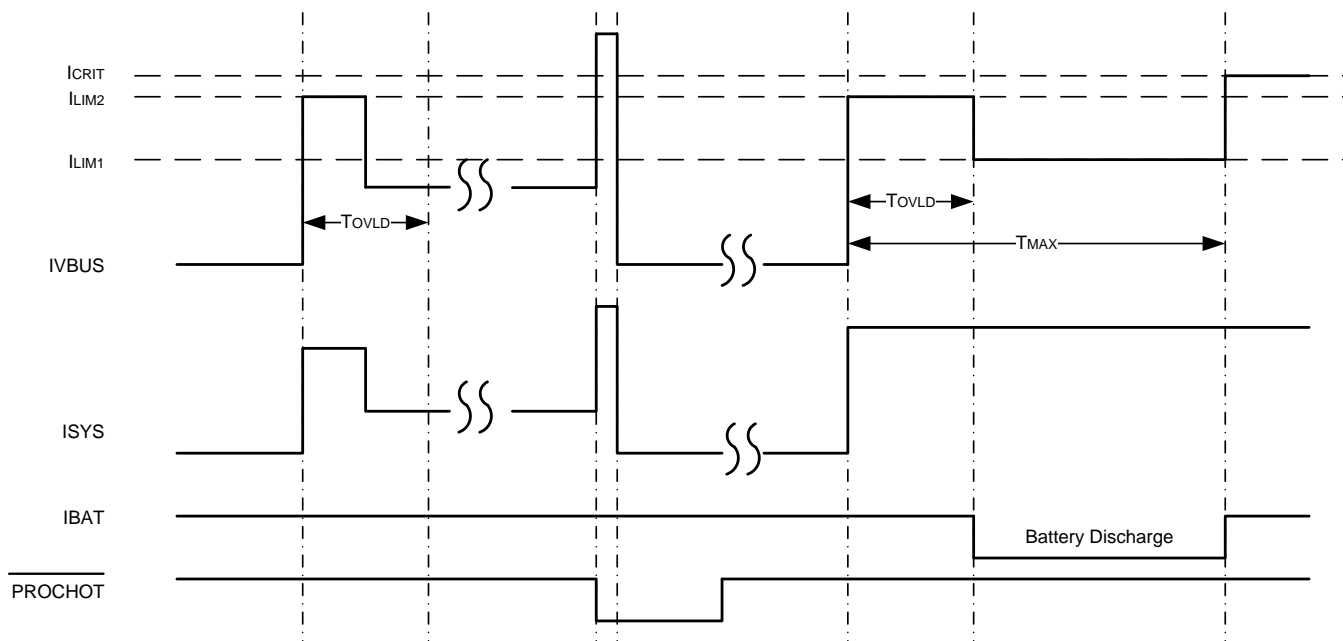 ICRIT
ILIM2
ILIM1
TOVLD
TOVLD
TMAX
IVBUS
ISYS
IBAT
Battery Discharge
PROCHOT